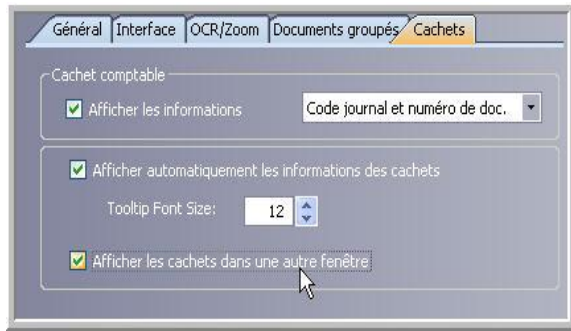 Général Interface OCR/Zoom Documents groupés Cachets
Cachet comptable
Afficher les informations Code journal et numéro de doc.
Afficher automatiquement les informations des cachets
Tooltip Font Size: 12
Afficher les cachets dans une autre fenêtre